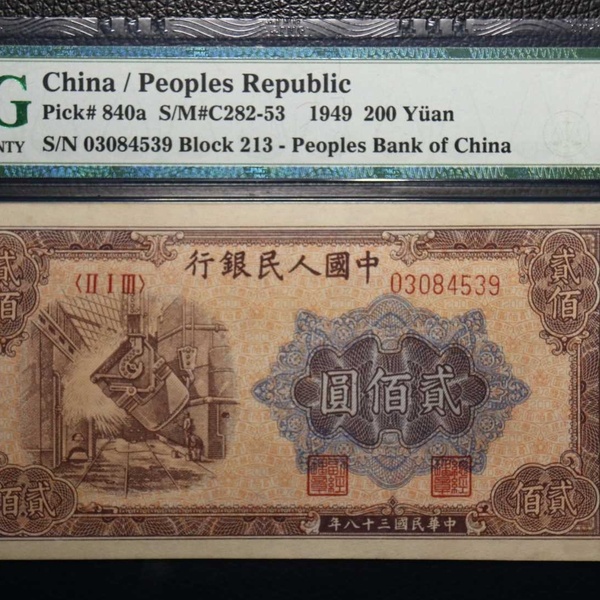 G
China / Peoples Republic
Pick# 840a S/M#C282-53 1949 200 Yüan
NTY
S/N 03084539 Block 213 - Peoples Bank of China
中國人民銀行
貳佰
貳佰
〈II I III〉
03084539
貳佰圓
貳佰
貳佰
中華民國三十八年